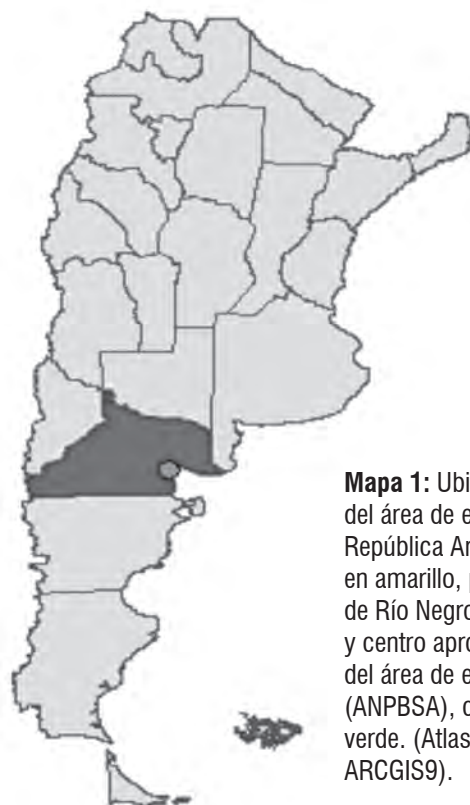 Mapa 1: Ubi
del área de e
República Ar
en amarillo, p
de Río Negro
y centro apro
del área de e
(ANPBSA), c
verde. (Atlas
ARCGIS9).